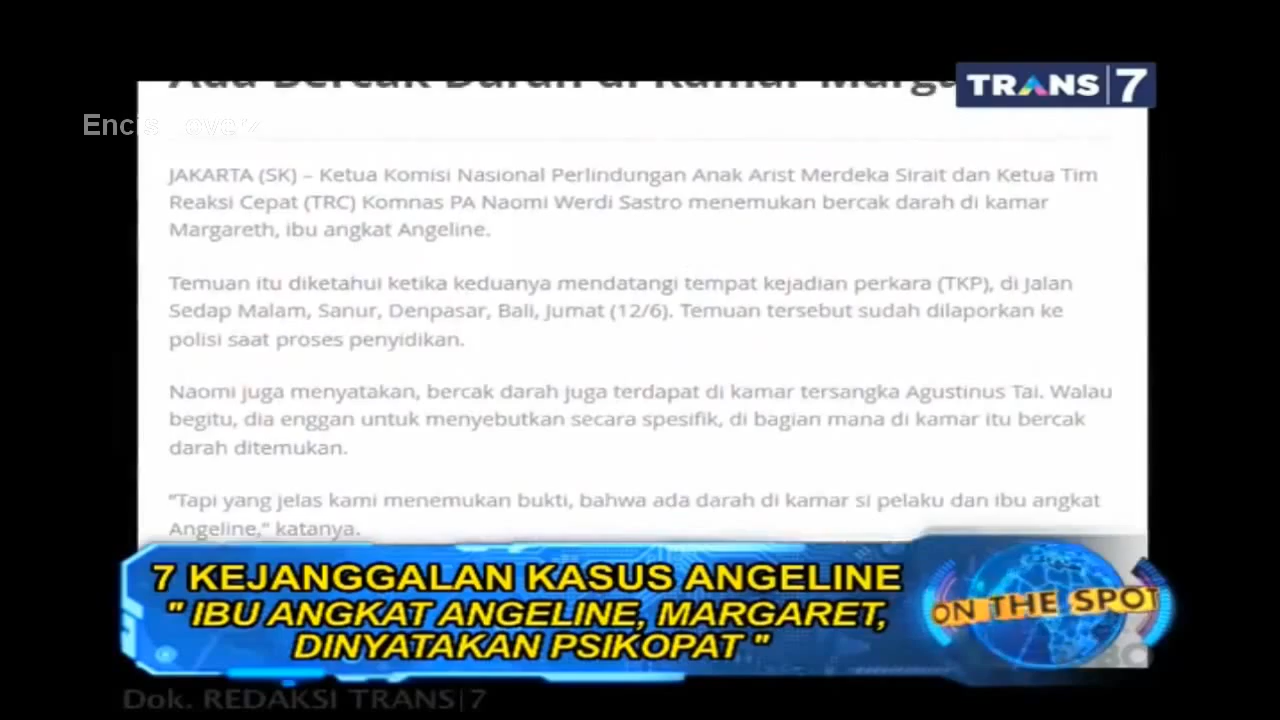 Ada Bercak Darah di Kamar
TRANS|7
JAKARTA (SK) – Ketua Komisi Nasional Perlindungan Anak Arist Merdeka Sirait dan Ketua Tim
Reaksi Cepat (TRC) Komnas PA Naomi Werdi Sastro menemukan bercak darah di kamar
Margareth, ibu angkat Angeline.
Temuan itu diketahui ketika keduanya mendatangi tempat kejadian perkara (TKP), di Jalan
Sedap Malam, Sanur, Denpasar, Bali, Jumat (12/6). Temuan tersebut sudah dilaporkan ke
polisi saat proses penyidikan.
Naomi juga menyatakan, bercak darah juga terdapat di kamar tersangka Agustinus Tai. Walau
begitu, dia enggan untuk menyebutkan secara spesifik, di bagian mana di kamar itu bercak
darah ditemukan.
"Tapi yang jelas kami menemukan bukti, bahwa ada darah di kamar si pelaku dan ibu angkat
Angeline," katanya.
7 KEJANGGALAN KASUS ANGELINE
" IBU ANGKAT ANGELINE, MARGARET,
DINYATAKAN PSIKOPAT "
ON THE SPOT
Dok. REDAKSI TRANS|7